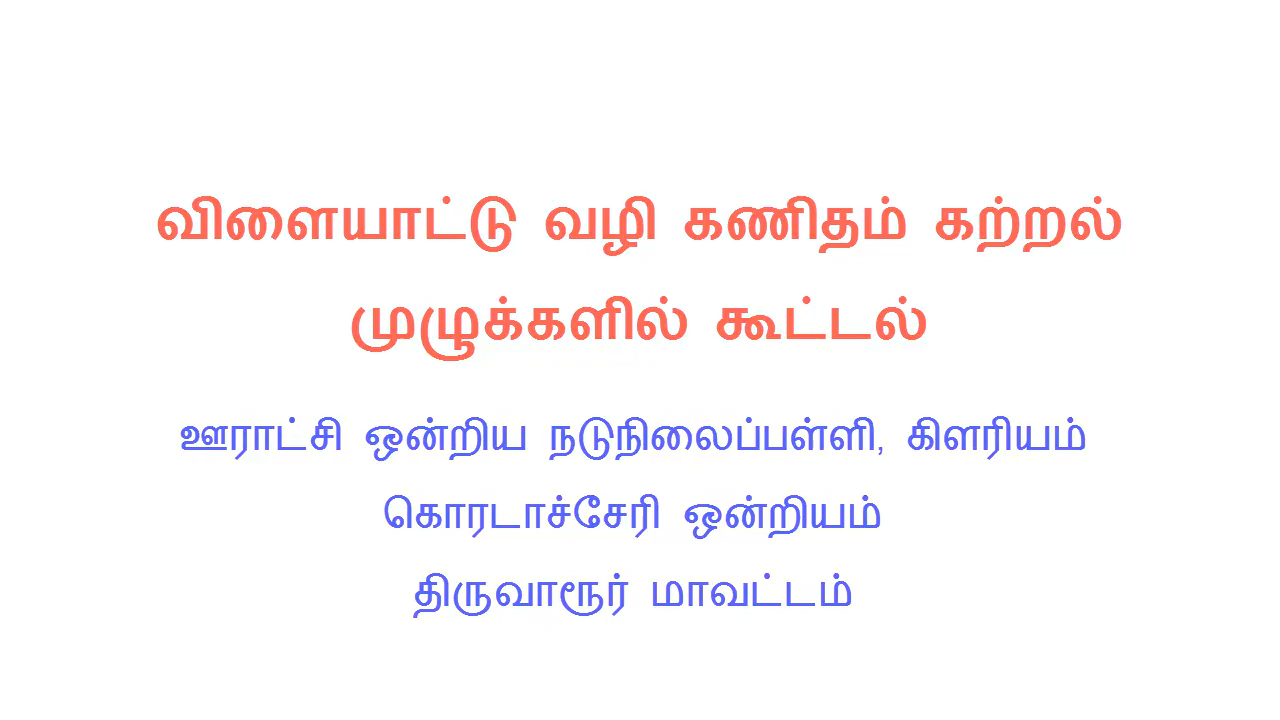 விளையாட்டு வழி கணிதம் கற்றல்
முழுக்களில் கூட்டல்
ஊராட்சி ஒன்றிய நடுநிலைப்பள்ளி, கிளரியம்
கொரடாச்சேரி ஒன்றியம்
திருவாரூர் மாவட்டம்